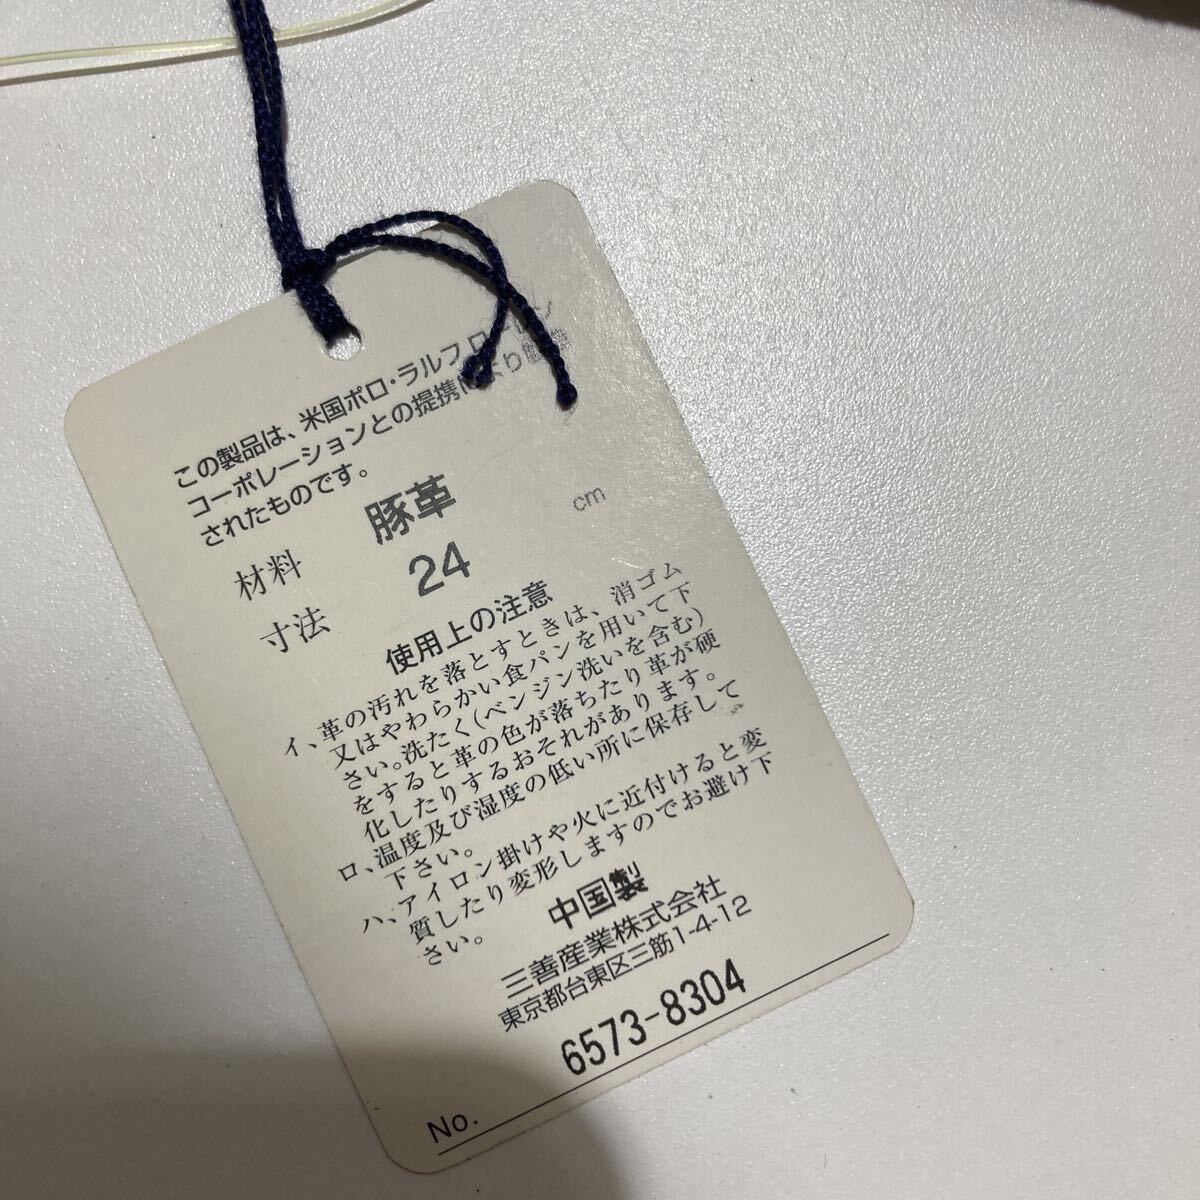 この製品は、米国ポロ・ラルフローレン
コーポレーションとの提携により製造
されたものです。
材料 豚革
寸法 24 cm
使用上の注意
イ、革の汚れを落とすときは、消ゴム
又はやわらかい食パンを用いて下
さい。洗たく(ベンジン洗いを含む)
をすると革の色が落ちたり革が硬
化したりするおそれがあります。
ロ、温度及び湿度の低い所に保存して
下さい。
ハ、アイロン掛けや火に近付けると変
質したり変形しますのでお避け下
さい。
中国製
三善産業株式会社
東京都台東区三筋1-4-12
6573-8304
No.